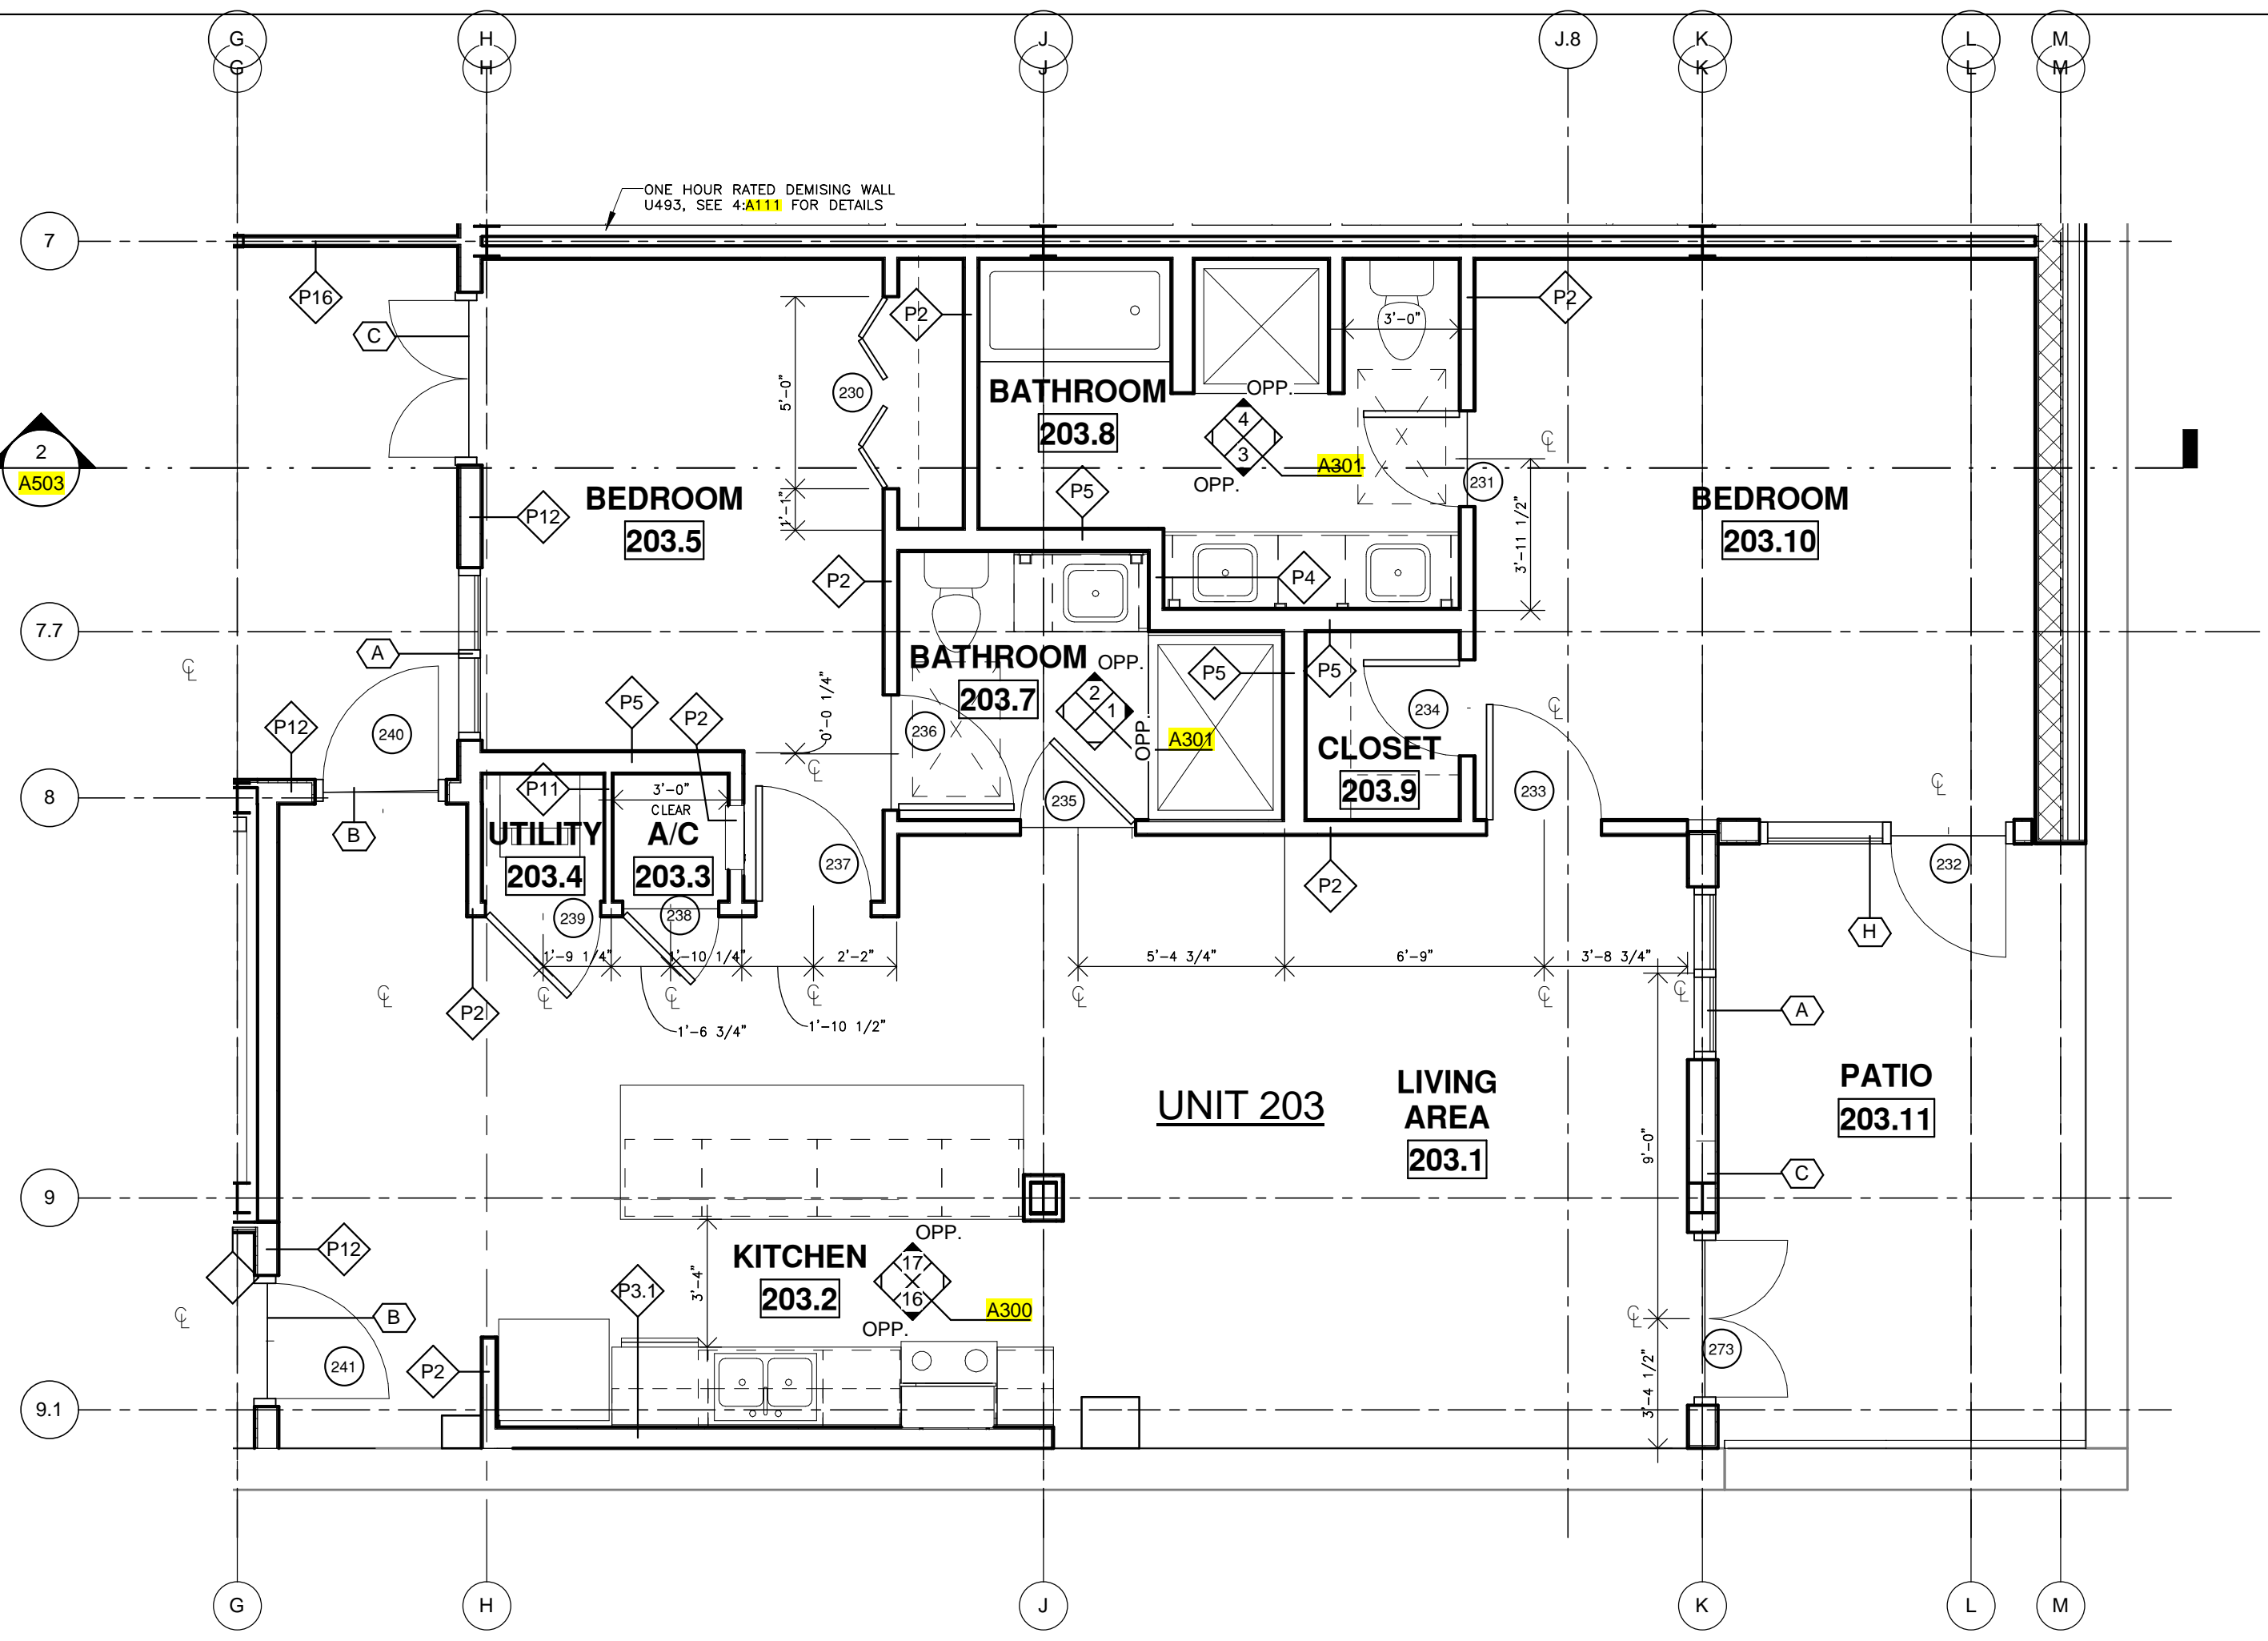 G H J J.8 K L M
G H J K L M
ONE HOUR RATED DEMISING WALL
U493, SEE 4:A111 FOR DETAILS
7
P16
C
P2
3'-0"
P2
5'-0"
230
BATHROOM
203.8
OPP.
4
3
A301
OPP.
2
A503
231
1'-1"
P12
BEDROOM
203.5
P5
3'-11 1/2"
BEDROOM
203.10
P2
P4
7.7
A
BATHROOM
203.7
OPP.
2
1
OPP.
A301
P5
P5
0'-0 1/4"
P5
P2
P12
240
236
234
CLOSET
203.9
8
B
P11
3'-0"
CLEAR
UTILITY
203.4
A/C
203.3
237
235
233
232
P2
H
239
238
1'-9 1/4"
1'-10 1/4"
2'-2"
5'-4 3/4"
6'-9"
3'-8 3/4"
P2
1'-6 3/4"
1'-10 1/2"
A
UNIT 203
LIVING
AREA
203.1
PATIO
203.11
9'-0"
C
9
P12
KITCHEN
203.2
OPP.
17
16
A300
OPP.
3'-4"
P3.1
B
241
P2
273
3'-4 1/2"
9.1
G H J K L M